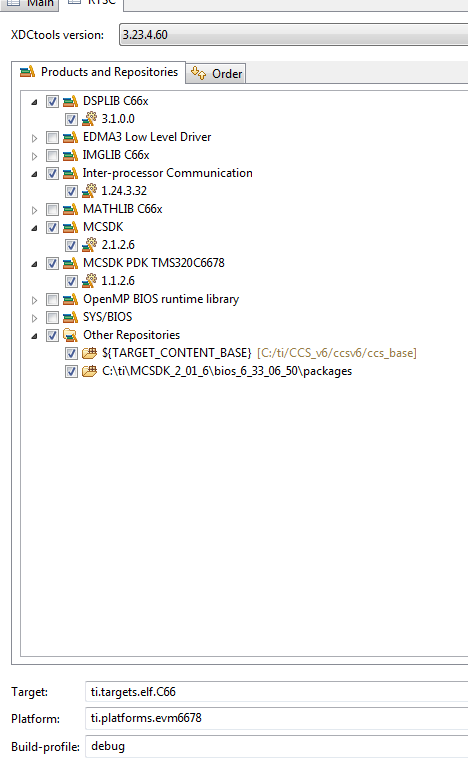 Main
RTSC
XDCtools version: 3.23.4.60
Products and Repositories Order
DSPLIB C66x
3.1.0.0
EDMA3 Low Level Driver
IMGLIB C66x
Inter-processor Communication
1.24.3.32
MATHLIB C66x
MCSDK
2.1.2.6
MCSDK PDK TMS320C6678
1.1.2.6
OpenMP BIOS runtime library
SYS/BIOS
Other Repositories
${TARGET_CONTENT_BASE} [C:/ti/CCS_v6/ccsv6/ccs_base]
C:\ti\MCSDK_2_01_6\bios_6_33_06_50\packages
Target: ti.targets.elf.C66
Platform: ti.platforms.evm6678
Build-profile: debug